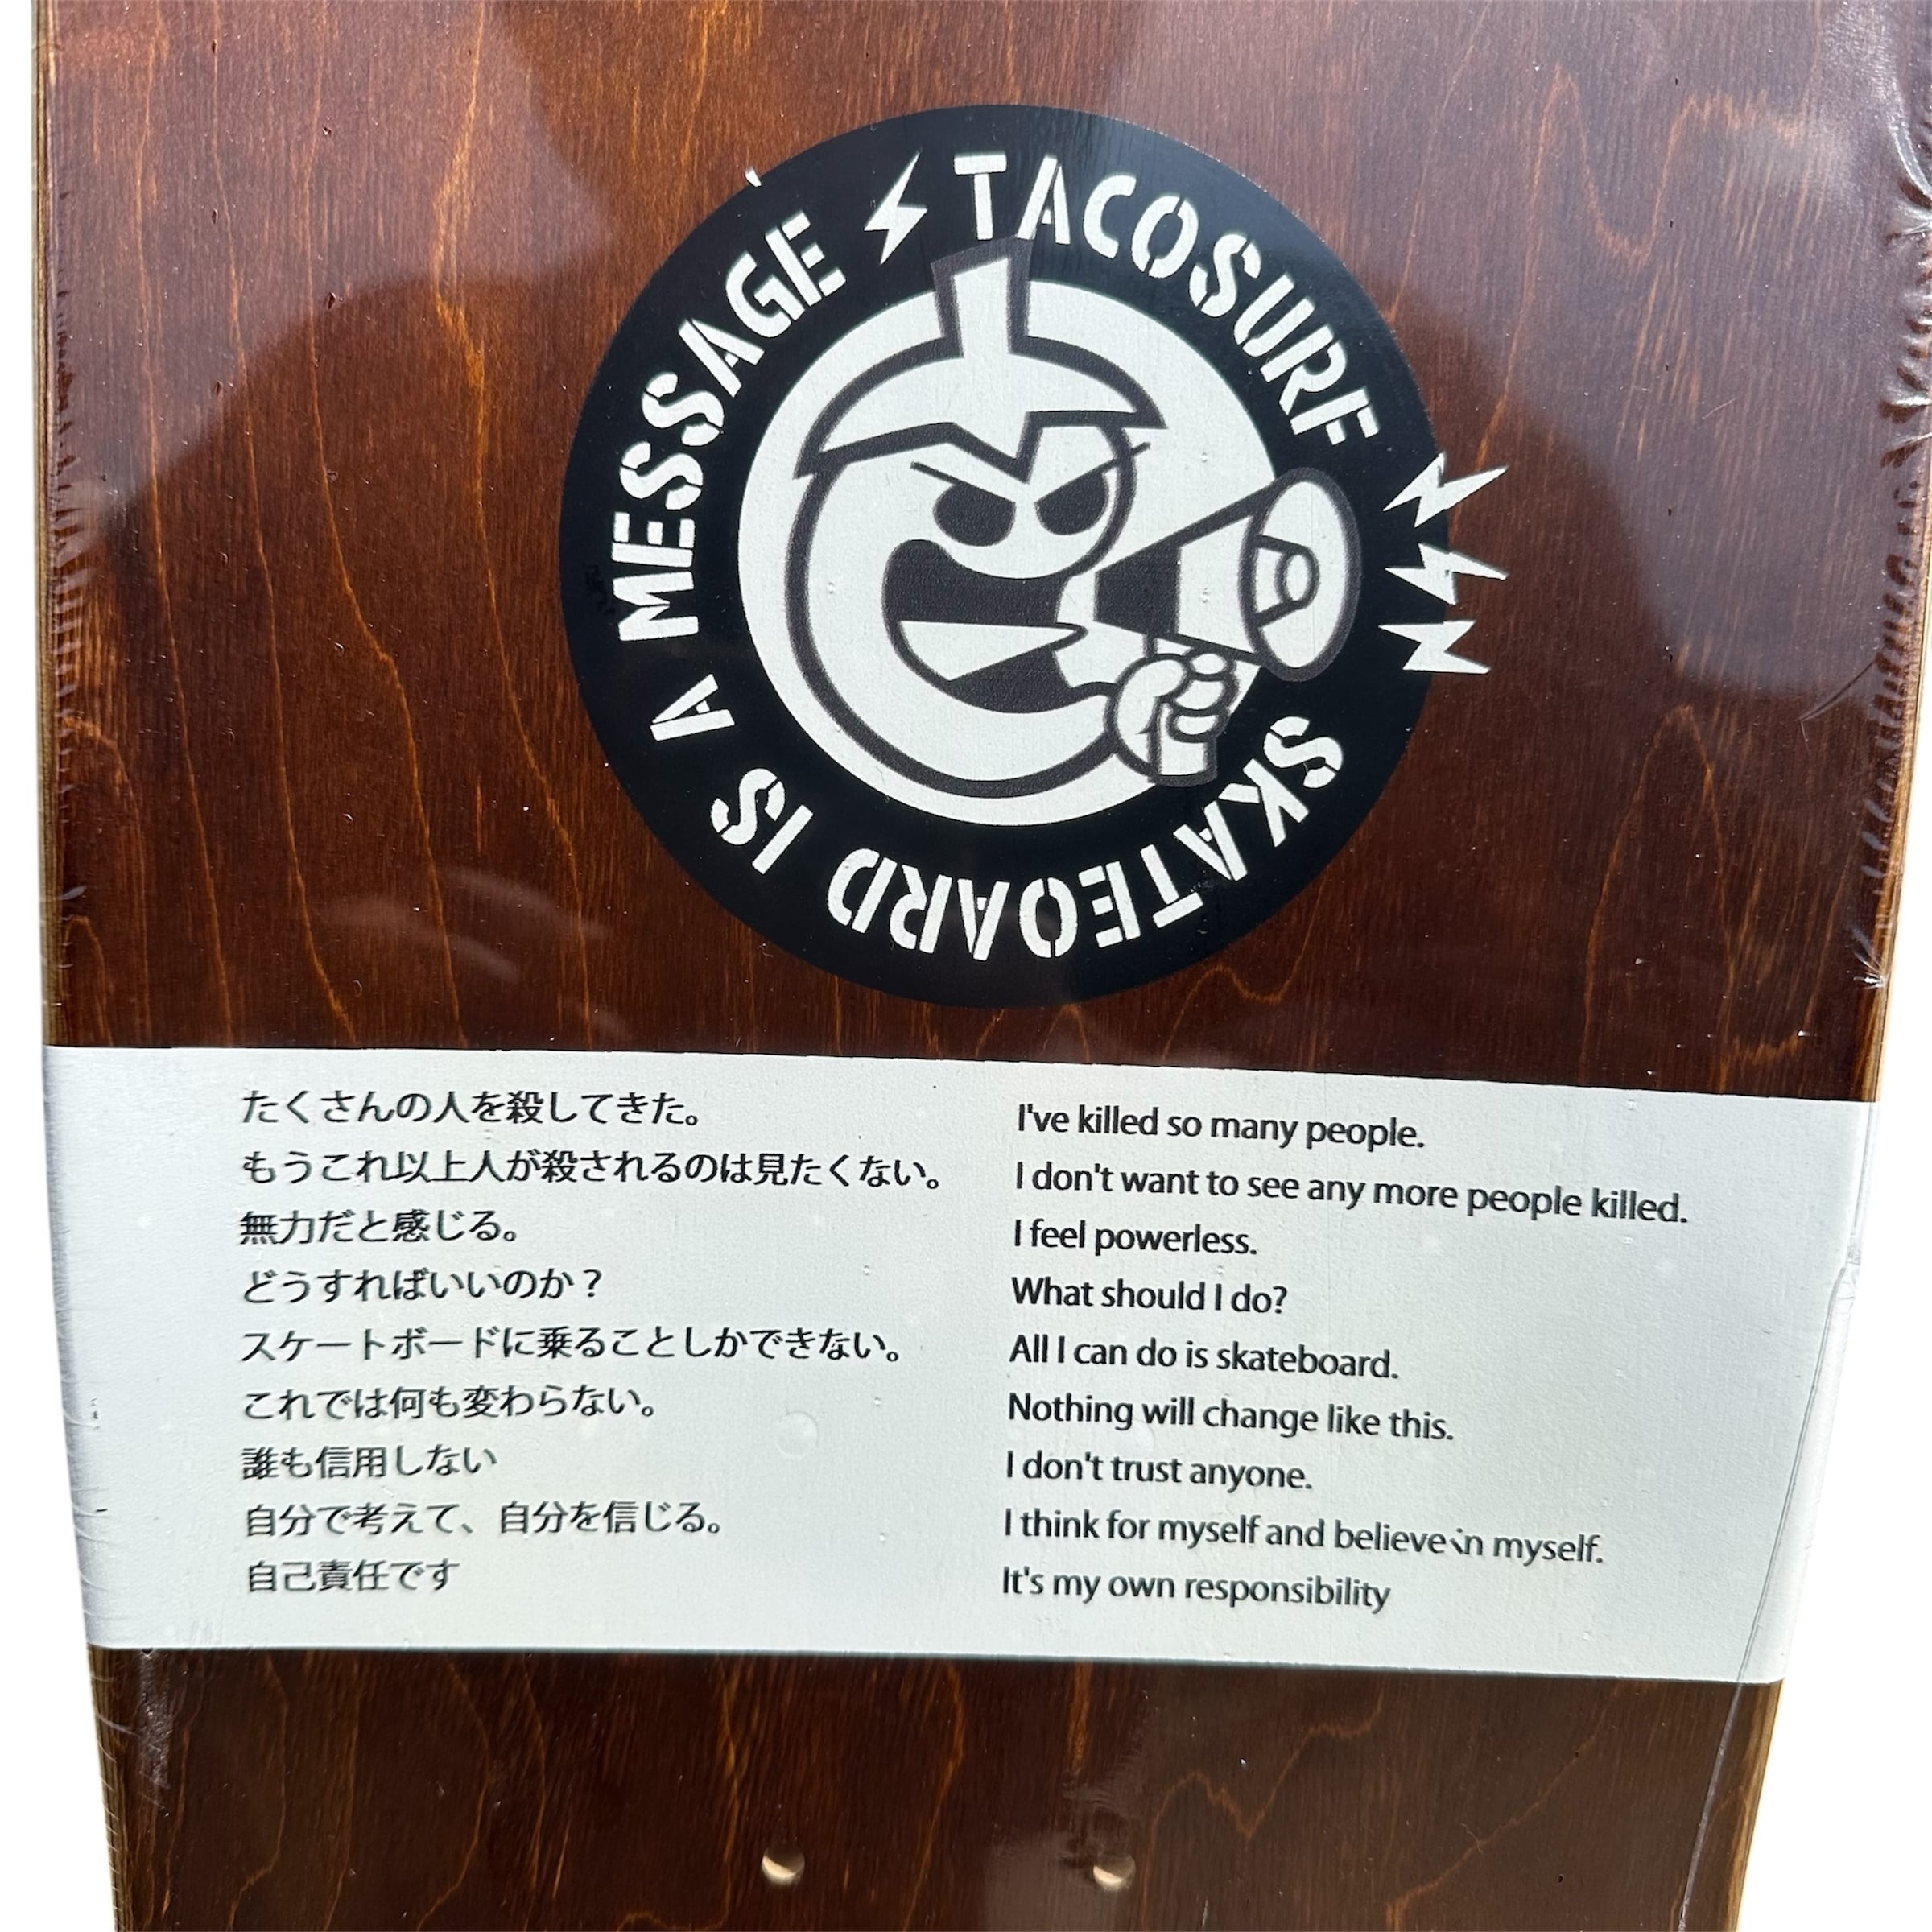 TACOSURF
SKATEOARD IS A MESSAGE
たくさんの人を殺してきた。
もうこれ以上人が殺されるのは見たくない。
無力だと感じる。
どうすればいいのか？
スケートボードに乗ることしかできない。
これでは何も変わらない。
誰も信用しない
自分で考えて、自分を信じる。
自己責任です
I've killed so many people.
I don't want to see any more people killed.
I feel powerless.
What should I do?
All I can do is skateboard.
Nothing will change like this.
I don't trust anyone.
I think for myself and believe in myself.
It's my own responsibility